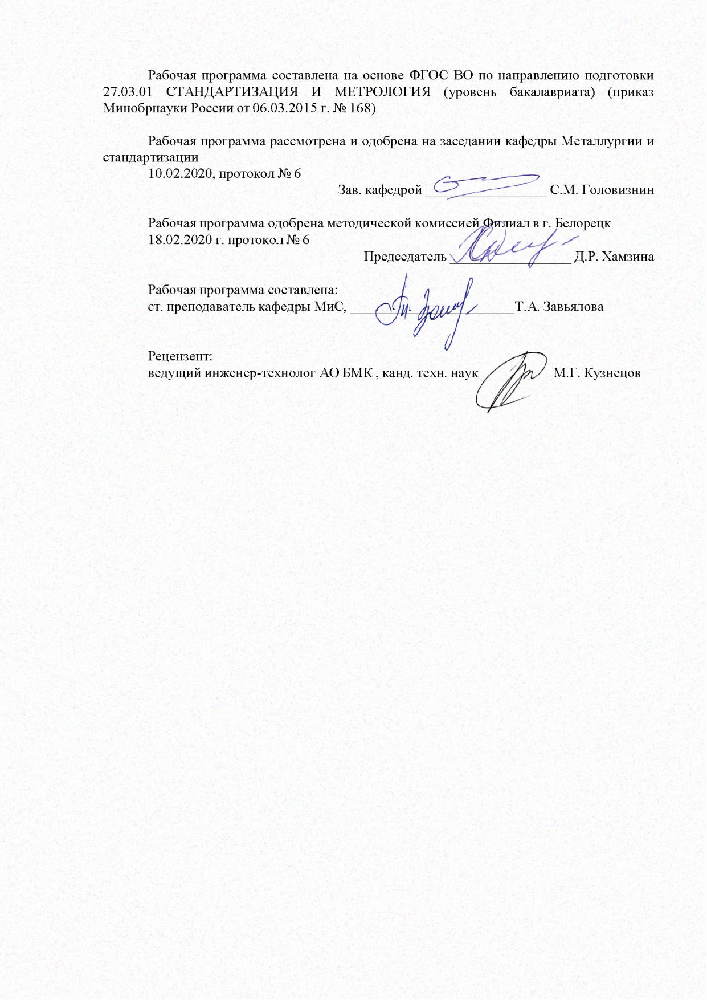 Рабочая программа составлена на основе ФГОС ВО по направлению подготовки
27.03.01 СТАНДАРТИЗАЦИЯ И МЕТРОЛОГИЯ (уровень бакалавриата) (приказ
Минобрнауки России от 06.03.2015 г. № 168)
Рабочая программа рассмотрена и одобрена на заседании кафедры Металлургии и
стандартизации
10.02.2020, протокол № 6
Зав. кафедрой _________________ С.М. Головизнин
Рабочая программа одобрена методической комиссией Филиал в г. Белорецк
18.02.2020 г. протокол № 6
Председатель _________________ Д.Р. Хамзина
Рабочая программа составлена:
ст. преподаватель кафедры МиС, _______________________Т.А. Завьялова
Рецензент:
ведущий инженер-технолог АО БМК , канд. техн. наук __________М.Г. Кузнецов